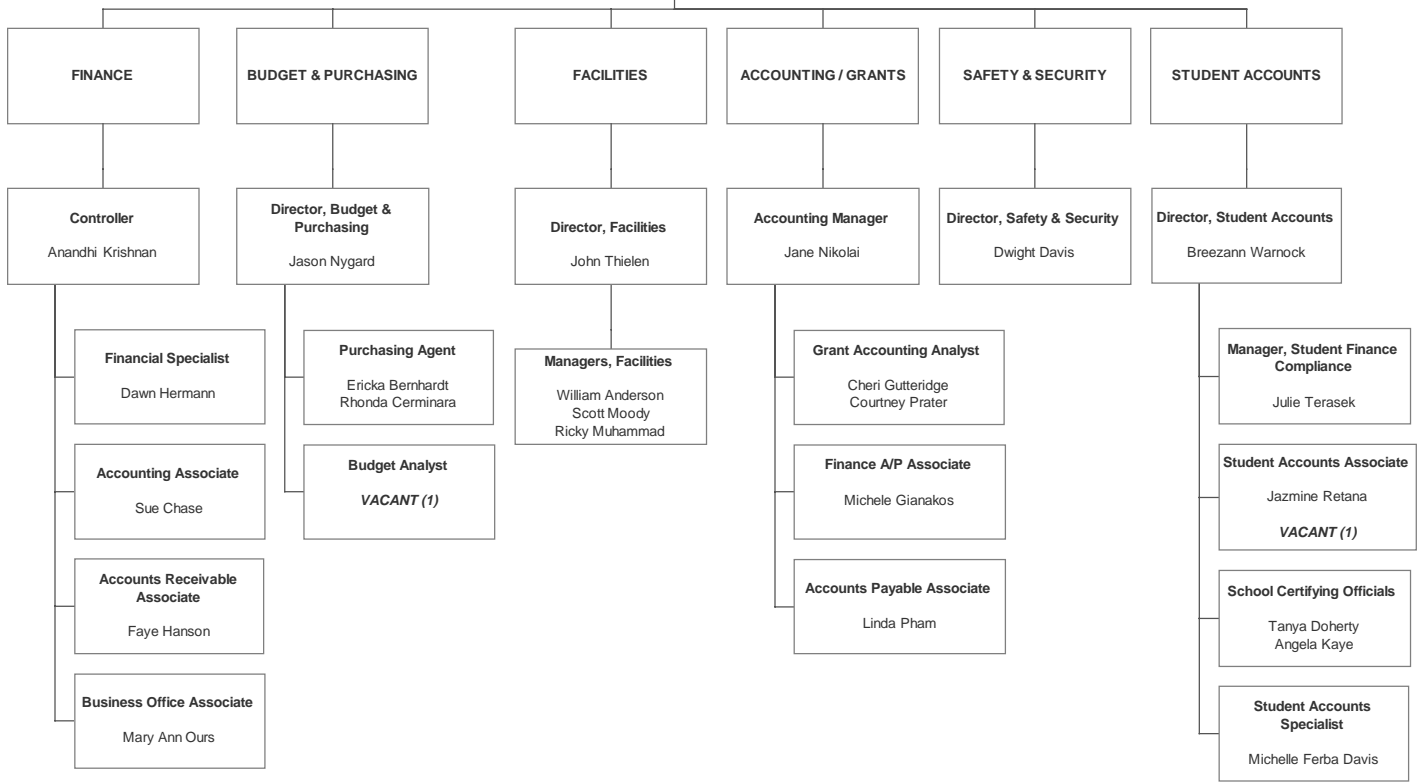 FINANCE
BUDGET & PURCHASING
FACILITIES
ACCOUNTING / GRANTS
SAFETY & SECURITY
STUDENT ACCOUNTS
Controller
Anandhi Krishnan
Director, Budget &
Purchasing
Jason Nygard
Director, Facilities
John Thielen
Accounting Manager
Jane Nikolai
Director, Safety & Security
Dwight Davis
Director, Student Accounts
Breezann Warnock
Financial Specialist
Dawn Hermann
Accounting Associate
Sue Chase
Accounts Receivable
Associate
Faye Hanson
Business Office Associate
Mary Ann Ours
Purchasing Agent
Ericka Bernhardt
Rhonda Cerminara
Budget Analyst
VACANT (1)
Managers, Facilities
William Anderson
Scott Moody
Ricky Muhammad
Grant Accounting Analyst
Cheri Gutteridge
Courtney Prater
Finance A/P Associate
Michele Gianakos
Accounts Payable Associate
Linda Pham
Manager, Student Finance
Compliance
Julie Terasek
Student Accounts Associate
Jazmine Retana
VACANT (1)
School Certifying Officials
Tanya Doherty
Angela Kaye
Student Accounts
Specialist
Michelle Ferba Davis